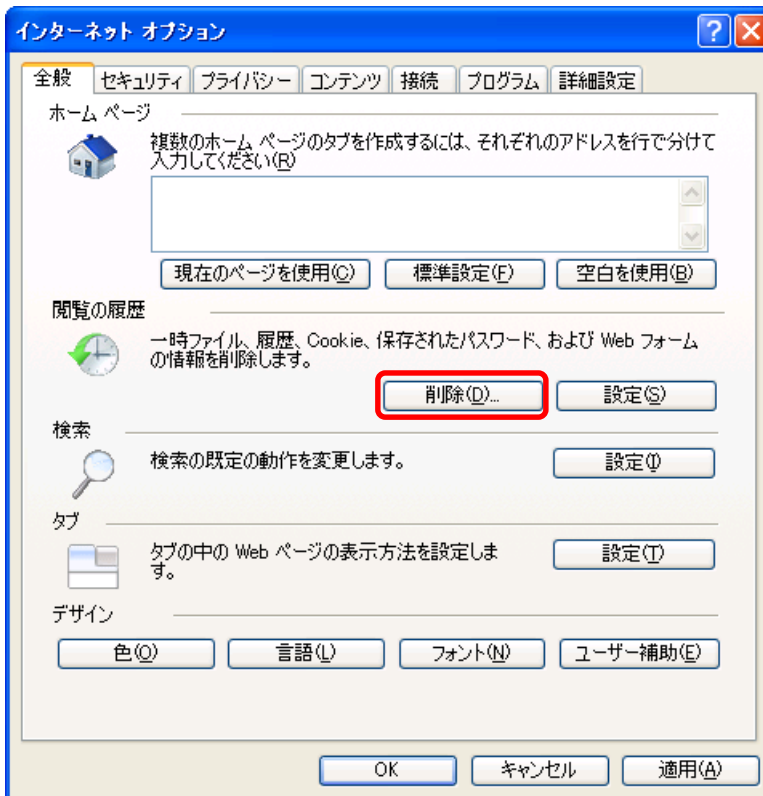 インターネット オプション
全般 セキュリティ プライバシー コンテンツ 接続 プログラム 詳細設定
ホーム ページ
複数のホーム ページのタブを作成するには、それぞれのアドレスを行で分けて
入力してください(R)
現在のページを使用(C) 標準設定(F) 空白を使用(B)
閲覧の履歴
一時ファイル、履歴、Cookie、保存されたパスワード、および Web フォーム
の情報を削除します。
削除(D)... 設定(S)
検索
検索の既定の動作を変更します。 設定(I)
タブ
タブの中の Web ページの表示方法を設定しま
す。
設定(T)
デザイン
色(O) 言語(L) フォント(N) ユーザー補助(E)
OK キャンセル 適用(A)